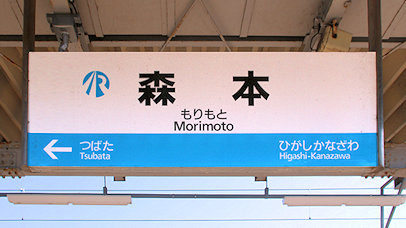 森本
もりもと
Morimoto
← つばた ひがしかなざわ
Tsubata Higashi-Kanazawa